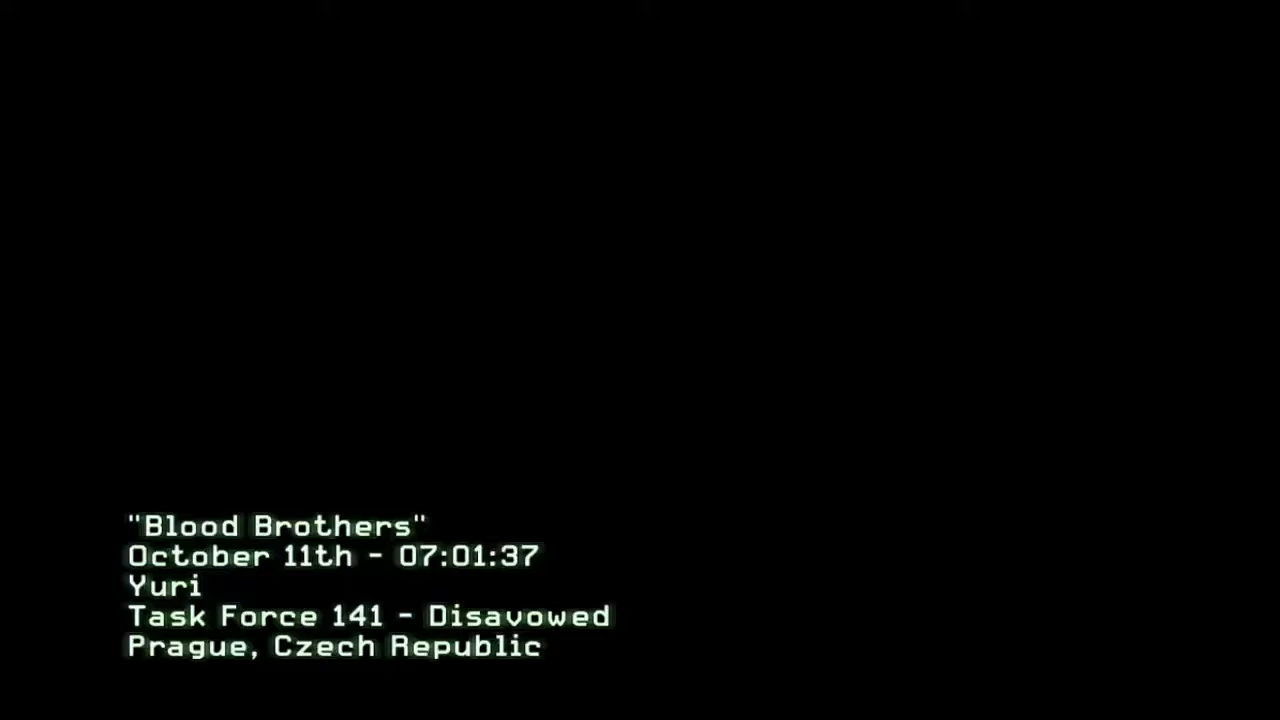 "Blood Brothers"
October 11th - 07:01:37
Yuri
Task Force 141 - Disavowed
Prague, Czech Republic